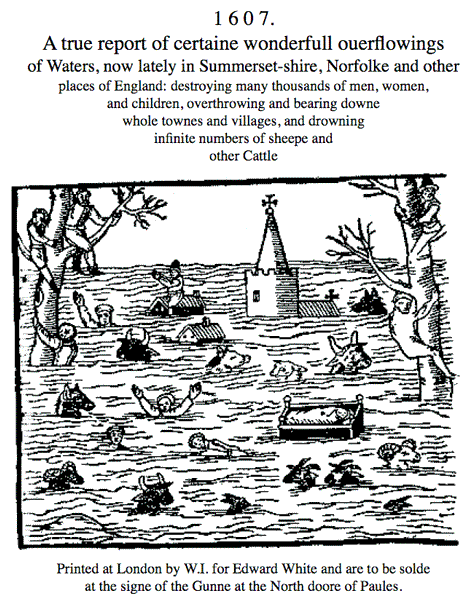 1607.
A true report of certaine wonderfull ouerflowings
of Waters, now lately in Summerset-shire, Norfolke and other
places of England: destroying many thousands of men, women,
and children, overthrowing and bearing downe
whole townes and villages, and drowning
infinite numbers of sheepe and
other Cattle
Printed at London by W.I. for Edward White and are to be solde
at the signe of the Gunne at the North doore of Paules.